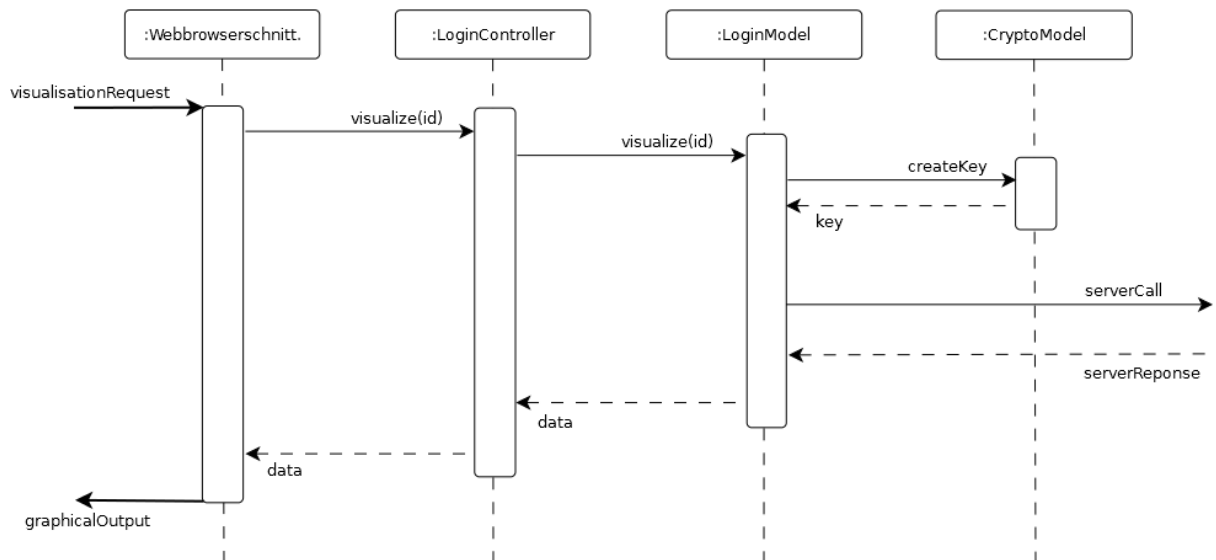 :Webbrowserschnitt.
:LoginController
:LoginModel
:CryptoModel
visualisationRequest
visualize(id)
visualize(id)
createKey
key
serverCall
serverReponse
data
data
graphicalOutput